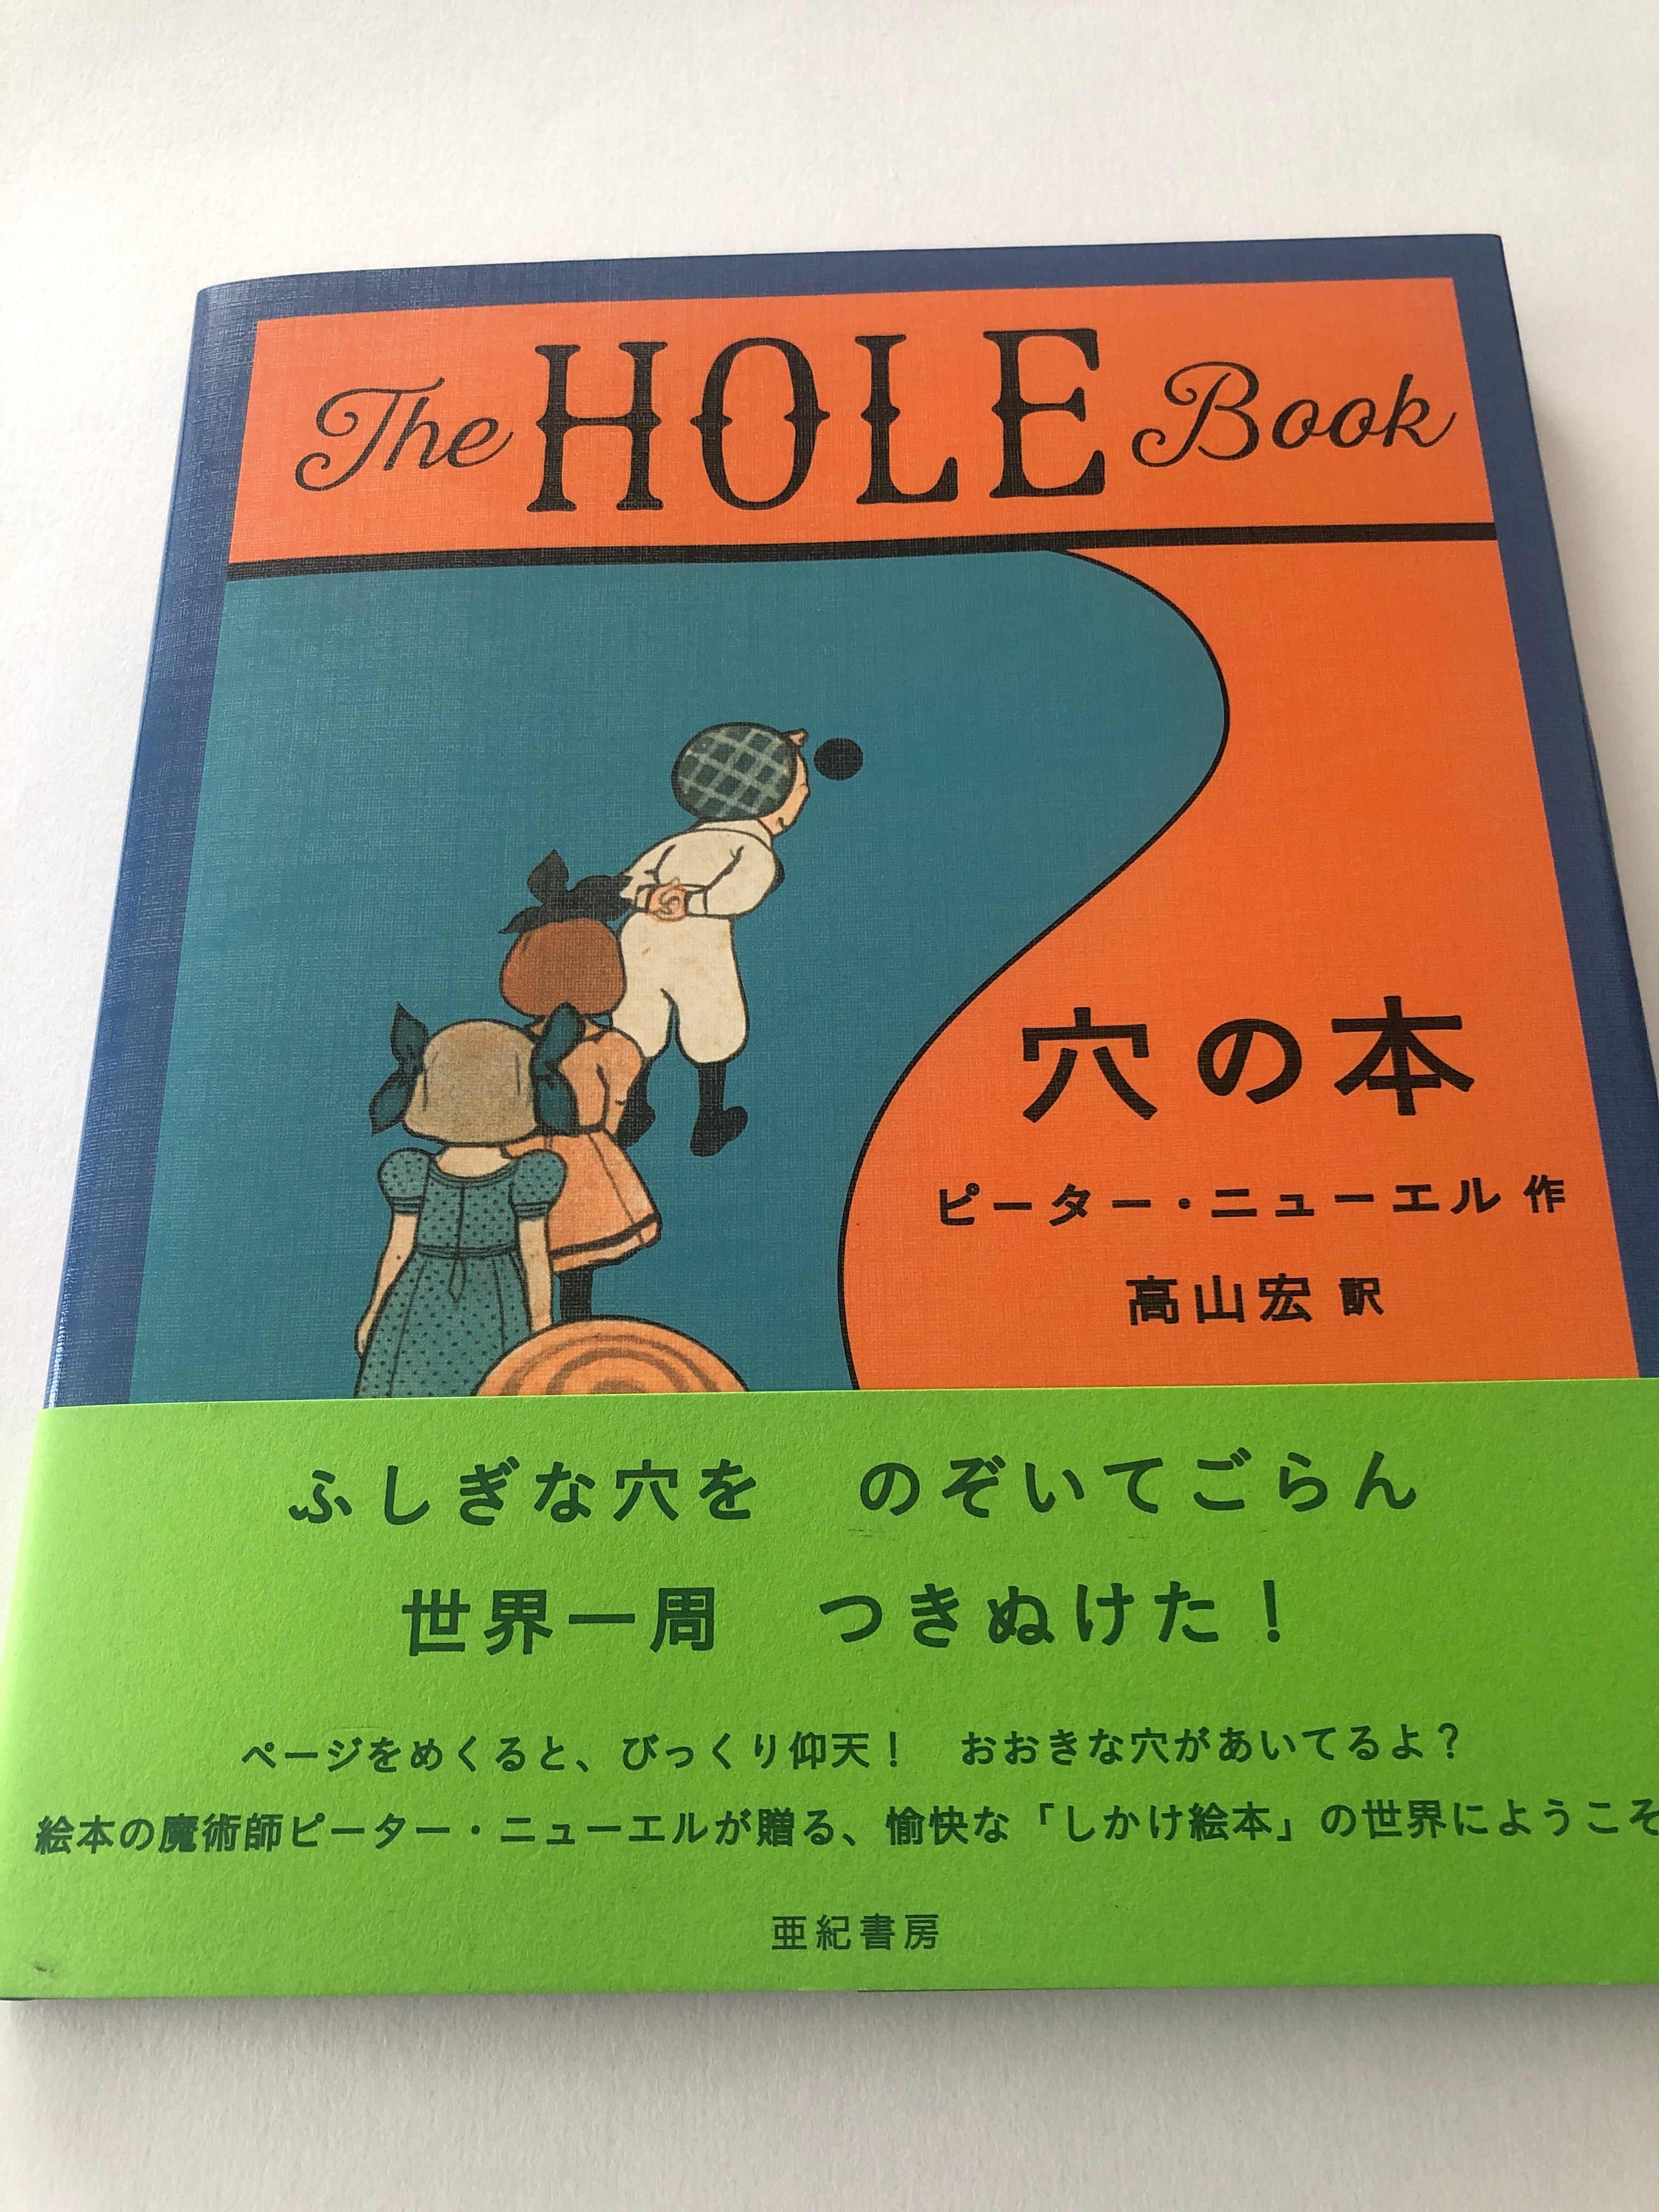 The HOLE Book
穴の本
ピーター・ニューエル 作
高山宏 訳
ふしぎな穴を　のぞいてごらん
世界一周　つきぬけた！
ページをめくると、びっくり仰天！　おおきな穴があいてるよ？
絵本の魔術師ピーター・ニューエルが贈る、愉快な「しかけ絵本」の世界にようこそ
亜紀書房